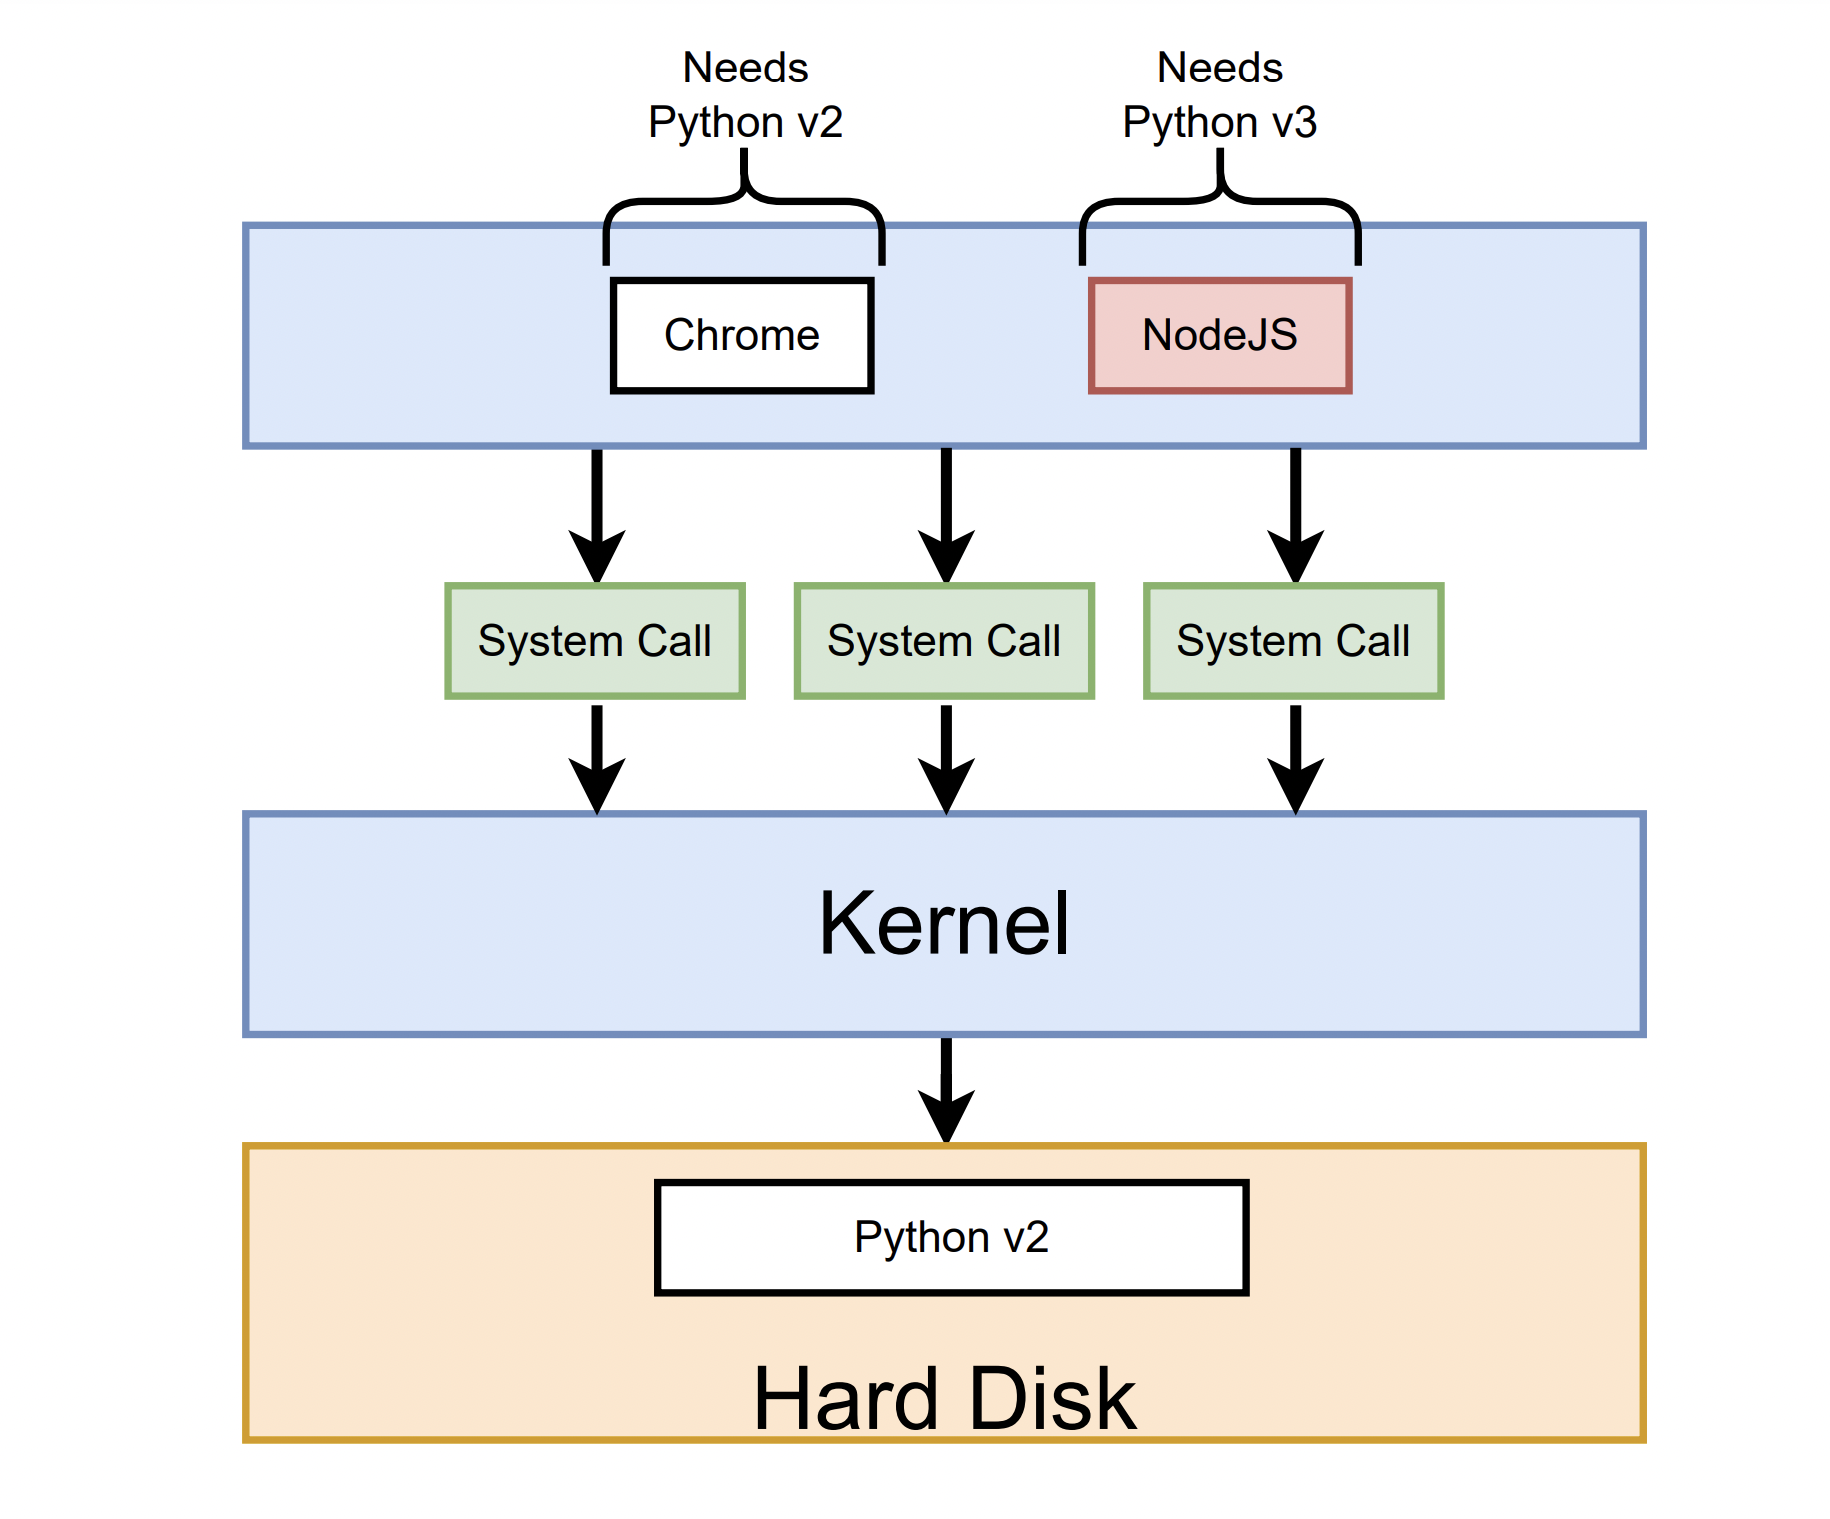 Needs
Python v2
Needs
Python v3
Chrome
NodeJS
System Call
System Call
System Call
Kernel
Python v2
Hard Disk